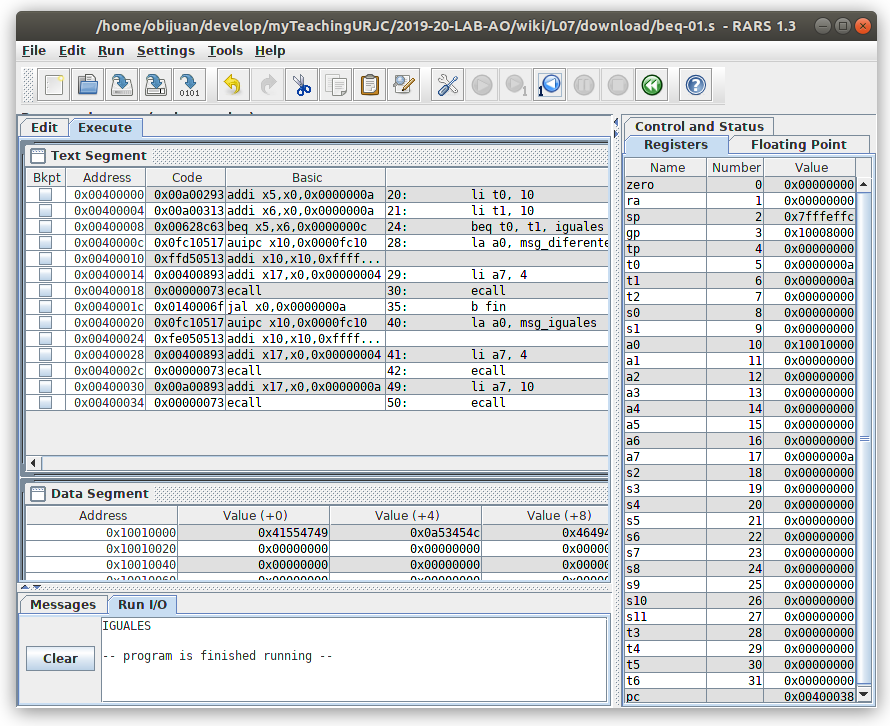 /home/obijuan/develop/myTeachingURJC/2019-20-LAB-AO/wiki/L07/download/beq-01.s - RARS 1.3
File Edit Run Settings Tools Help
0101
1
1
Edit Execute
Text Segment
Bkpt Address Code Basic
0x00400000 0x00a00293 addi x5,x0,0x0000000a 20: li t0, 10
0x00400004 0x00a00313 addi x6,x0,0x0000000a 21: li t1, 10
0x00400008 0x00628c63 beq x5,x6,0x0000000c 24: beq t0, t1, iguales
0x0040000c 0x0fc10517 auipc x10,0x0000fc10 28: la a0, msg_diferente
0x00400010 0xffd50513 addi x10,x10,0xffff...
0x00400014 0x00400893 addi x17,x0,0x00000004 29: li a7, 4
0x00400018 0x00000073 ecall 30: ecall
0x0040001c 0x0140006f jal x0,0x0000000a 35: b fin
0x00400020 0x0fc10517 auipc x10,0x0000fc10 40: la a0, msg_iguales
0x00400024 0xfe050513 addi x10,x10,0xffff...
0x00400028 0x00400893 addi x17,x0,0x00000004 41: li a7, 4
0x0040002c 0x00000073 ecall 42: ecall
0x00400030 0x00a00893 addi x17,x0,0x0000000a 49: li a7, 10
0x00400034 0x00000073 ecall 50: ecall
Data Segment
Address Value (+0) Value (+4) Value (+8)
0x10010000 0x41554749 0x0a53454c 0x46494
0x10010020 0x00000000 0x00000000 0x0000
0x10010040 0x00000000 0x00000000 0x0000
0x10010060 0x00000000 0x00000000 0x0000
Messages Run I/O
Clear
IGUALES
-- program is finished running --
Control and Status
Registers Floating Point
Name Number Value
zero 0 0x00000000
ra 1 0x00000000
sp 2 0x7fffeffc
gp 3 0x10008000
tp 4 0x00000000
t0 5 0x0000000a
t1 6 0x0000000a
t2 7 0x00000000
s0 8 0x00000000
s1 9 0x00000000
a0 10 0x10010000
a1 11 0x00000000
a2 12 0x00000000
a3 13 0x00000000
a4 14 0x00000000
a5 15 0x00000000
a6 16 0x00000000
a7 17 0x0000000a
s2 18 0x00000000
s3 19 0x00000000
s4 20 0x00000000
s5 21 0x00000000
s6 22 0x00000000
s7 23 0x00000000
s8 24 0x00000000
s9 25 0x00000000
s10 26 0x00000000
s11 27 0x00000000
t3 28 0x00000000
t4 29 0x00000000
t5 30 0x00000000
t6 31 0x00000000
pc 0x00400038